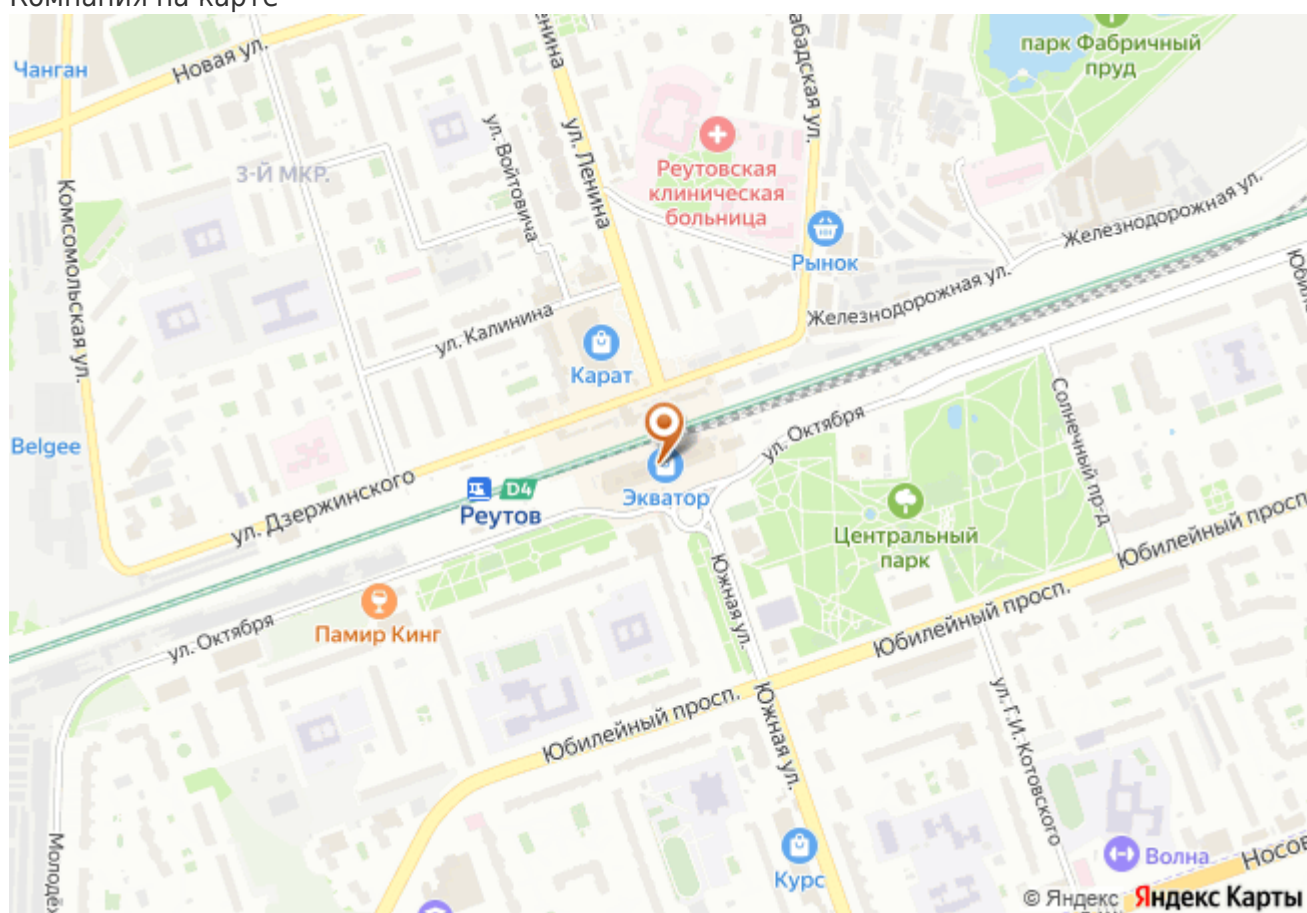 Компания на карте
парк Фабричный
пруд
Чанган
Новая ул.
ул. Войтовича
ул. Ленина
Реутовская
клиническая
больница
3-Й МКР.
Комсомольская ул.
Рынок
Железнодорожная ул.
Железнодорожная ул.
ул. Калинина
Карат
Солнечный пр-д
ул. Октября
Belgee
ул. Дзержинского
D4
Реутов
Экватор
Центральный
парк
Юбилейный просп
Южная ул.
Памир Кинг
ул. Октября
Юбилейный просп.
Юбилейный просп.
Южная ул.
ул. Г.И. Котовского
Курс
Волна
© Яндекс Яндекс Карты